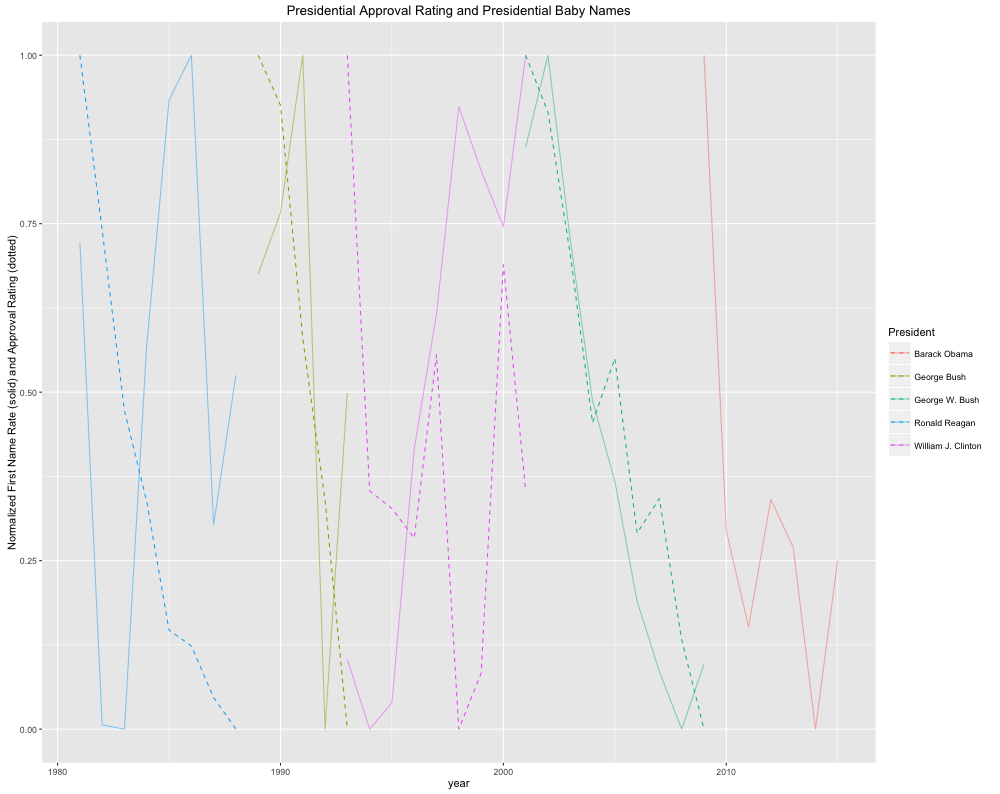 Presidential Approval Rating and Presidential Baby Names
Normalized First Name Rate (solid) and Approval Rating (dotted)
1.00
0.75
0.50
0.25
0.00
1980
1990
2000
2010
year
President
Barack Obama
George Bush
George W. Bush
Ronald Reagan
William J. Clinton